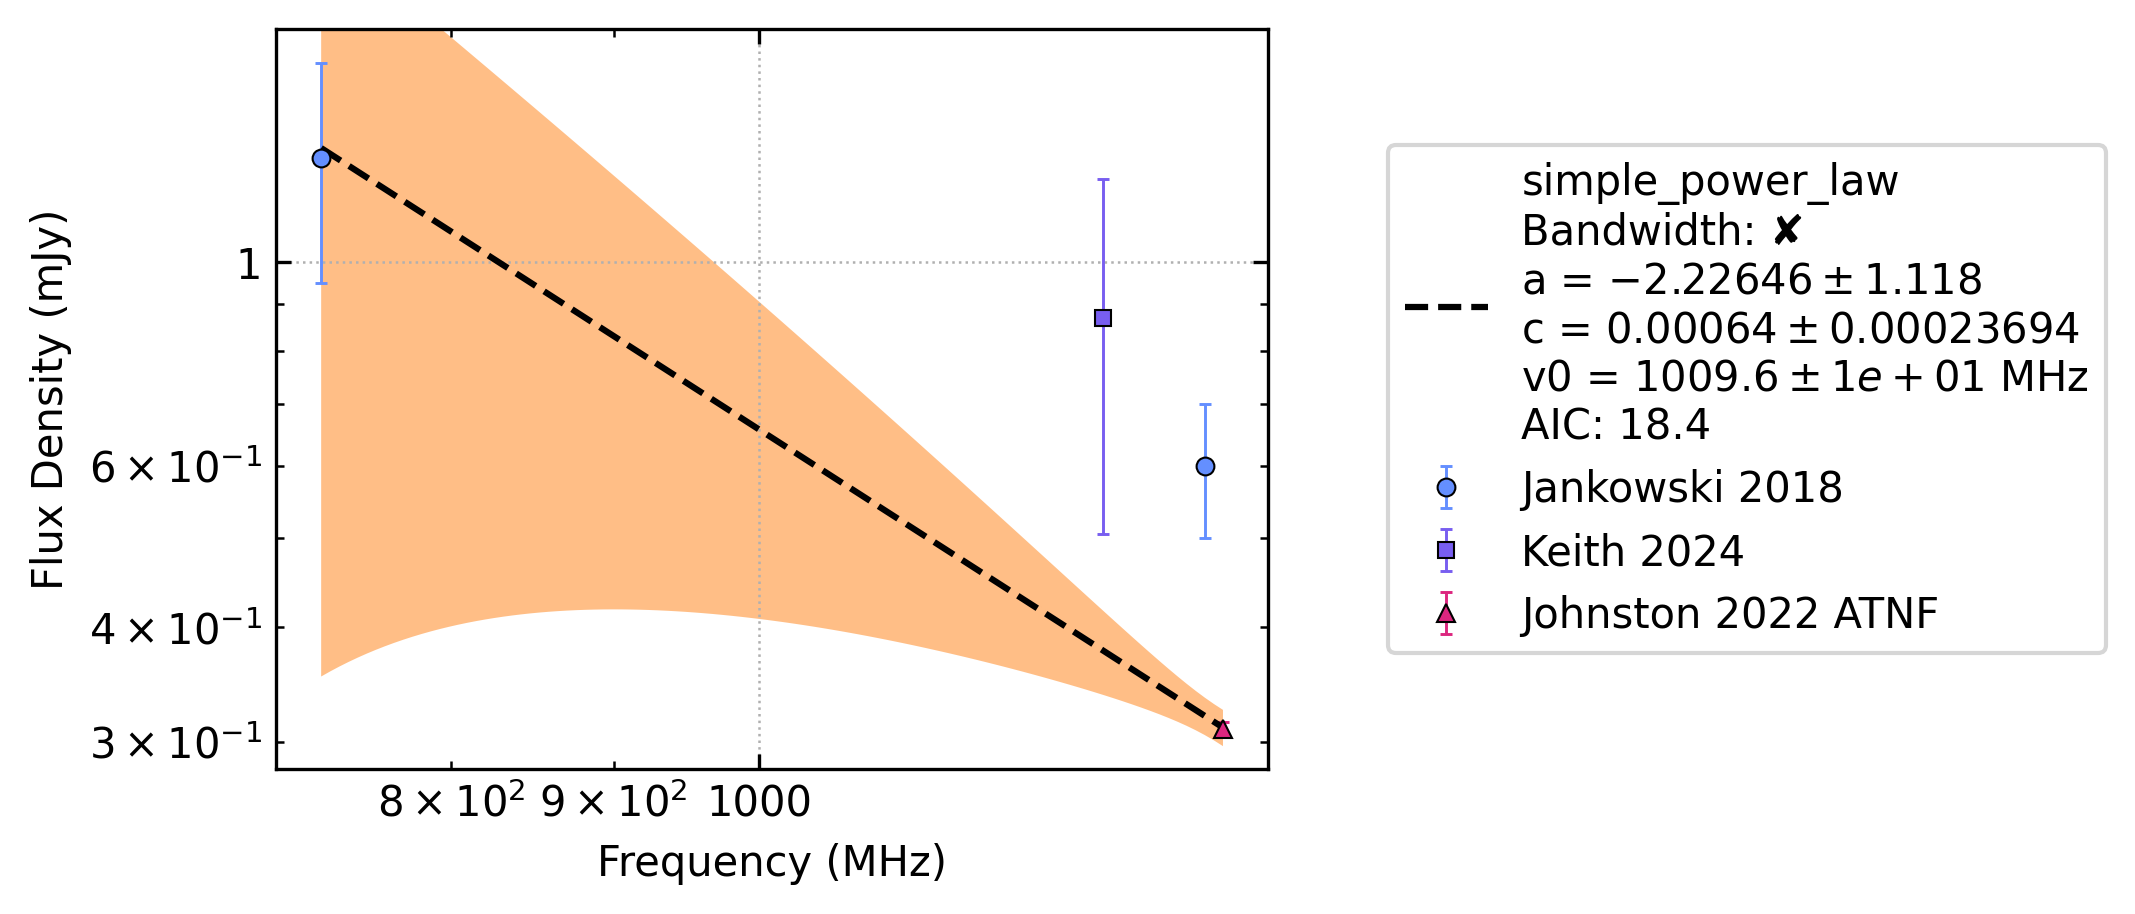 Flux Density (mJy)
1
6 × 10⁻¹
4 × 10⁻¹
3 × 10⁻¹
8 × 10² 9 × 10² 1000
Frequency (MHz)
simple_power_law
Bandwidth: ✘
a = −2.22646 ± 1.118
c = 0.00064 ± 0.00023694
v0 = 1009.6 ± 1e + 01 MHz
AIC: 18.4
Jankowski 2018
Keith 2024
Johnston 2022 ATNF